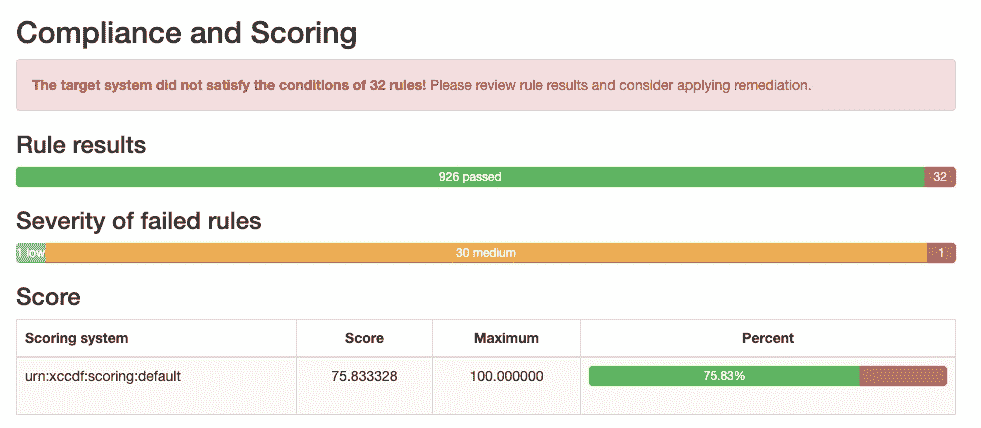 Compliance and Scoring
The target system did not satisfy the conditions of 32 rules! Please review rule results and consider applying remediation.
Rule results
926 passed 32
Severity of failed rules
1 low 30 medium 1
Score
Scoring system Score Maximum Percent
urn:xccdf:scoring:default 75.833328 100.000000 75.83%